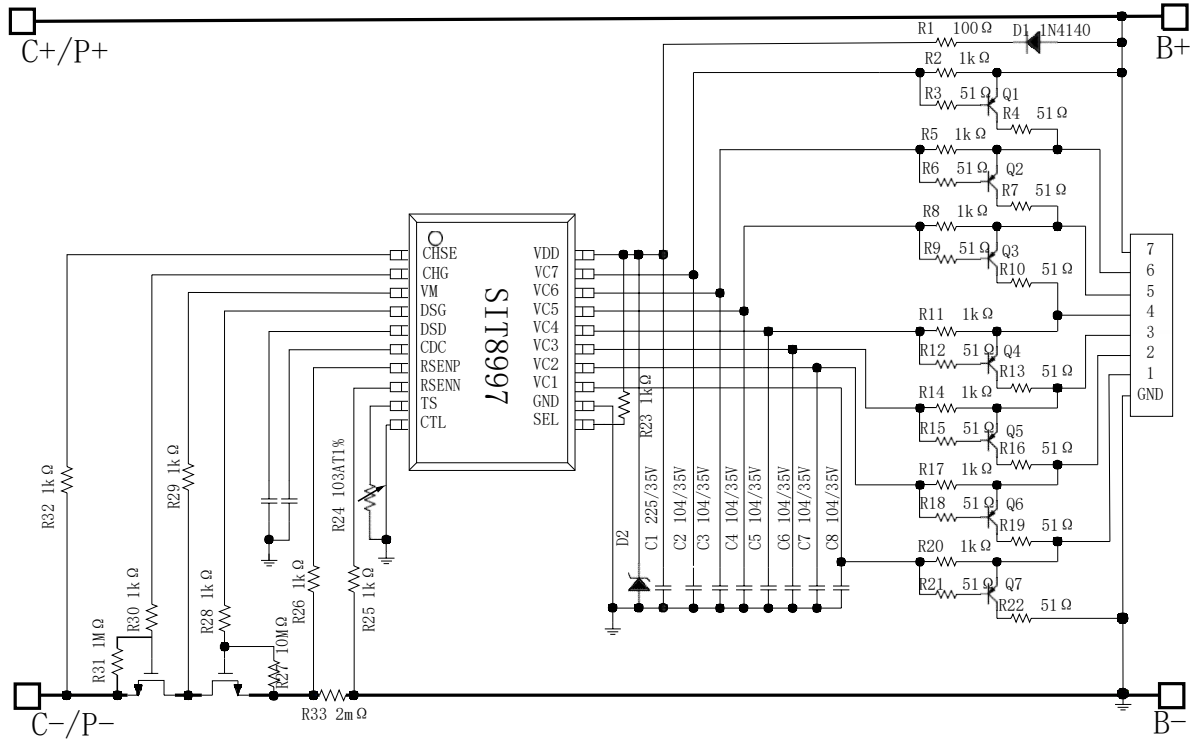 C+/P+
B+
R1 100Ω D1 1N4140
R2 1kΩ
R3 51Ω Q1
R4 51Ω
R5 1kΩ
R6 51Ω Q2
R7 51Ω
R8 1kΩ
R9 51Ω Q3
R10 51Ω
R11 1kΩ
R12 51Ω Q4
R13 51Ω
R14 1kΩ
R15 51Ω Q5
R16 51Ω
R17 1kΩ
R18 51Ω Q6
R19 51Ω
R20 1kΩ
R21 51Ω Q7
R22 51Ω
7
6
5
4
3
2
1
GND
SIT8997
CHSE
CHG
VM
DSG
DSD
CDC
RSENP
RSENN
TS
CTL
VDD
VC7
VC6
VC5
VC4
VC3
VC2
VC1
GND
SEL
R32 1kΩ
R31 1MΩ
R30 1kΩ
R29 1kΩ
R28 1kΩ
R27 10MΩ
R26 1kΩ
R24 103AT1%
R25 1kΩ
R23 1kΩ
D2
C1 225/35V
C2 104/35V
C3 104/35V
C4 104/35V
C5 104/35V
C6 104/35V
C7 104/35V
C8 104/35V
R33 2mΩ
C-/P-
B-